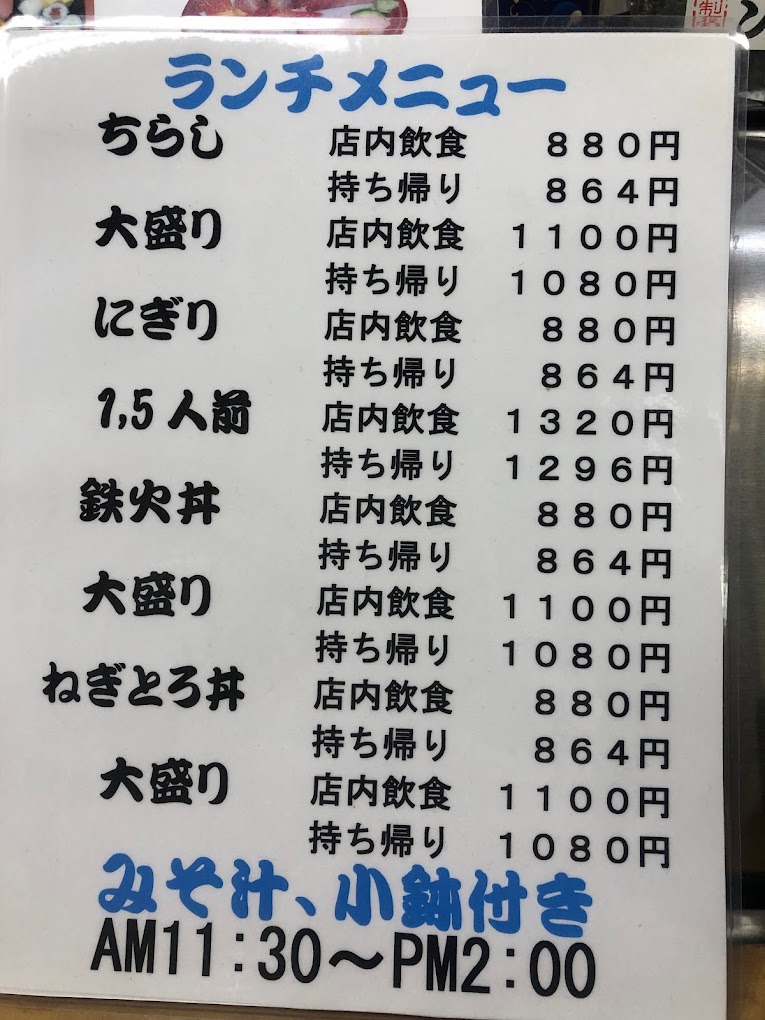 ランチメニュー
ちらし 店内飲食 880円
持ち帰り 864円
大盛り 店内飲食 1100円
持ち帰り 1080円
にぎり 店内飲食 880円
持ち帰り 864円
1,5人前 店内飲食 1320円
持ち帰り 1296円
鉄火丼 店内飲食 880円
持ち帰り 864円
大盛り 店内飲食 1100円
持ち帰り 1080円
ねぎとろ丼 店内飲食 880円
持ち帰り 864円
大盛り 店内飲食 1100円
持ち帰り 1080円
みそ汁、小鉢付き
AM11:30～PM2:00